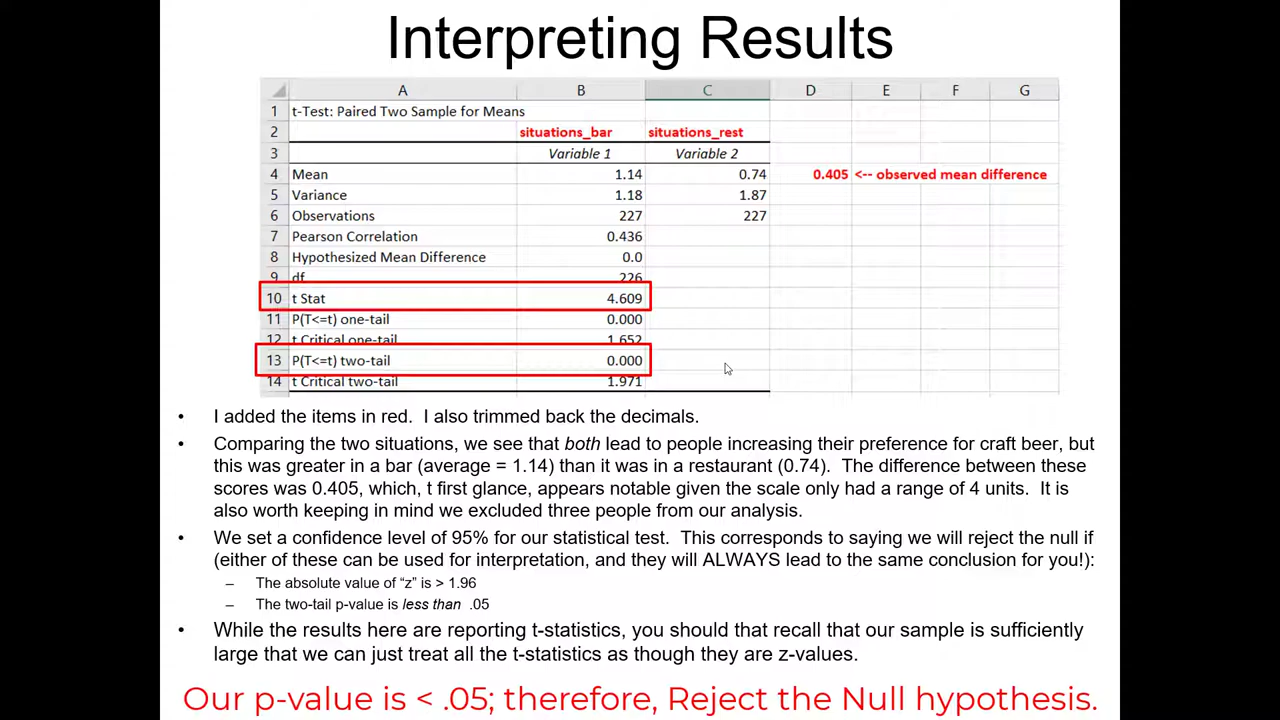 Interpreting Results
A B C D E F G
1 t-Test: Paired Two Sample for Means
2 situations_bar situations_rest
3 Variable 1 Variable 2
4 Mean 1.14 0.74 0.405 <-- observed mean difference
5 Variance 1.18 1.87
6 Observations 227 227
7 Pearson Correlation 0.436
8 Hypothesized Mean Difference 0.0
9 df 226
10 t Stat 4.609
11 P(T<=t) one-tail 0.000
12 t Critical one-tail 1.652
13 P(T<=t) two-tail 0.000
14 t Critical two-tail 1.971
• I added the items in red. I also trimmed back the decimals.
• Comparing the two situations, we see that both lead to people increasing their preference for craft beer, but
this was greater in a bar (average = 1.14) than it was in a restaurant (0.74). The difference between these
scores was 0.405, which, t first glance, appears notable given the scale only had a range of 4 units. It is
also worth keeping in mind we excluded three people from our analysis.
• We set a confidence level of 95% for our statistical test. This corresponds to saying we will reject the null if
(either of these can be used for interpretation, and they will ALWAYS lead to the same conclusion for you!):
– The absolute value of “z” is > 1.96
– The two-tail p-value is less than .05
• While the results here are reporting t-statistics, you should that recall that our sample is sufficiently
large that we can just treat all the t-statistics as though they are z-values.
Our p-value is < .05; therefore, Reject the Null hypothesis.